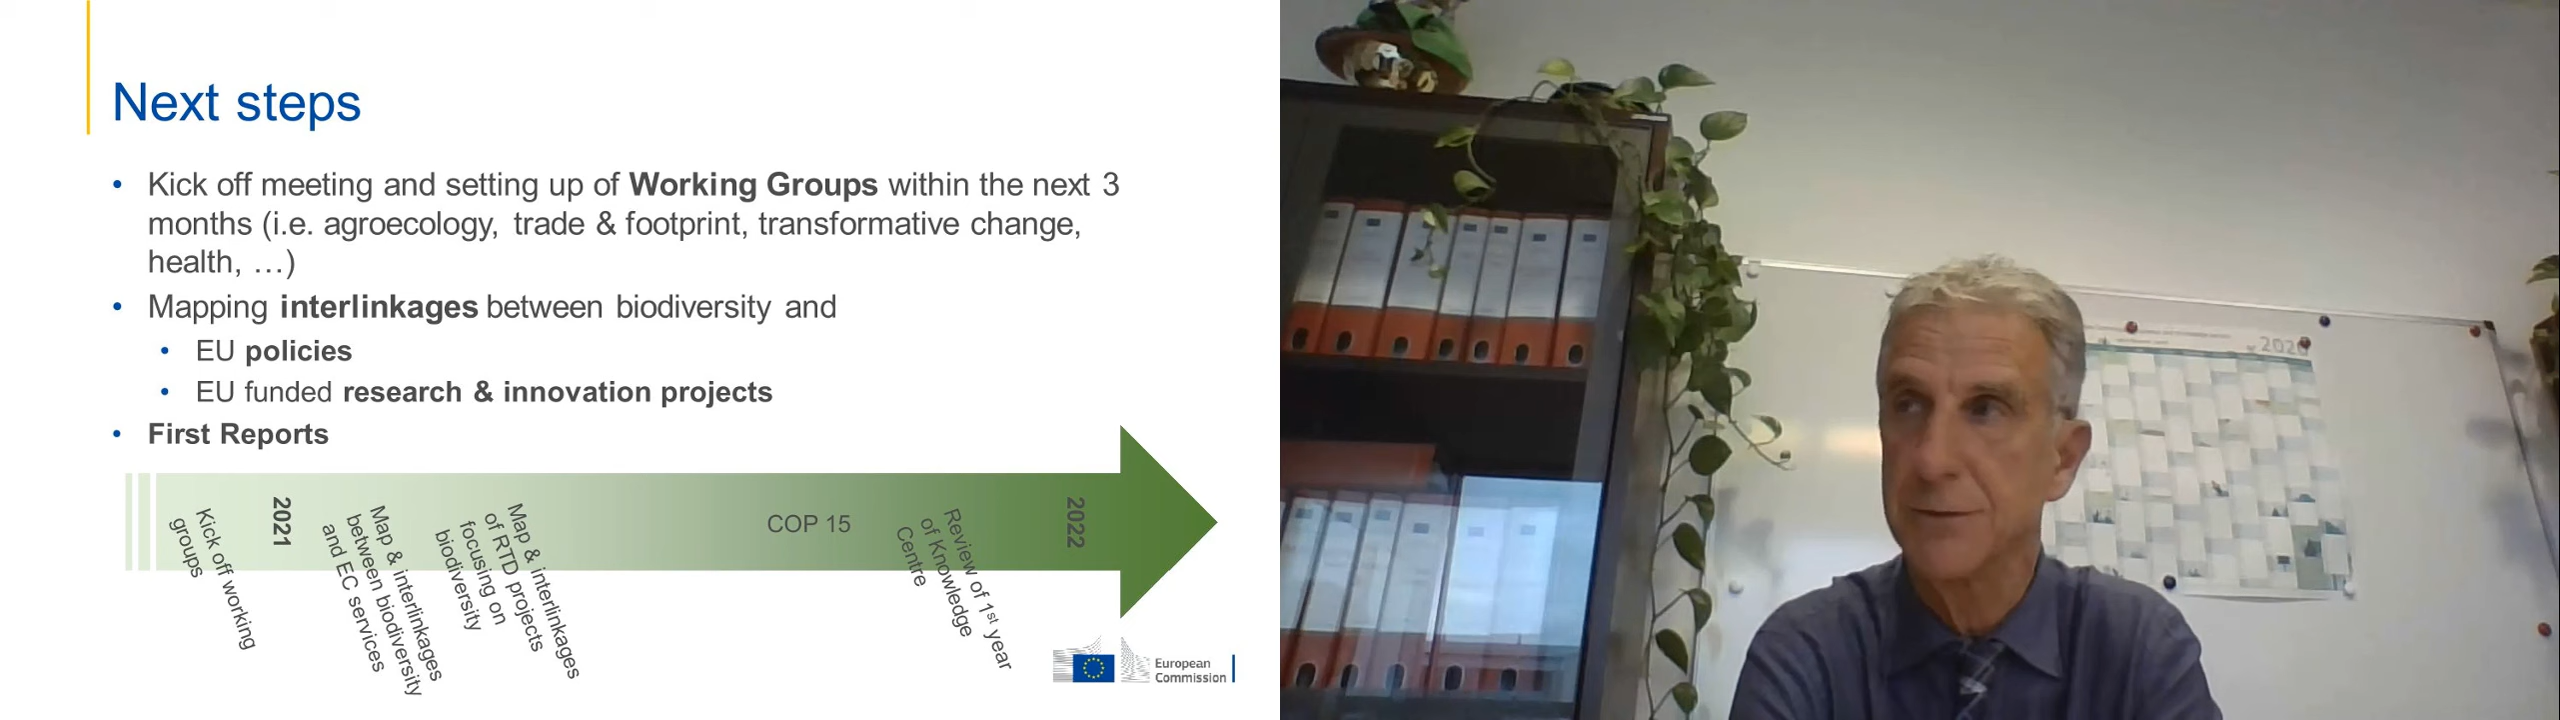 Next steps
• Kick off meeting and setting up of Working Groups within the next 3
months (i.e. agroecology, trade & footprint, transformative change,
health, …)
• Mapping interlinkages between biodiversity and
• EU policies
• EU funded research & innovation projects
• First Reports
Kick off working
groups
2021
Map & interlinkages
between biodiversity
and EC services
Map & interlinkages
of RTD projects
focusing on
biodiversity
COP 15
Review of 1st year
of Knowledge
Centre
2022
European
Commission
2020